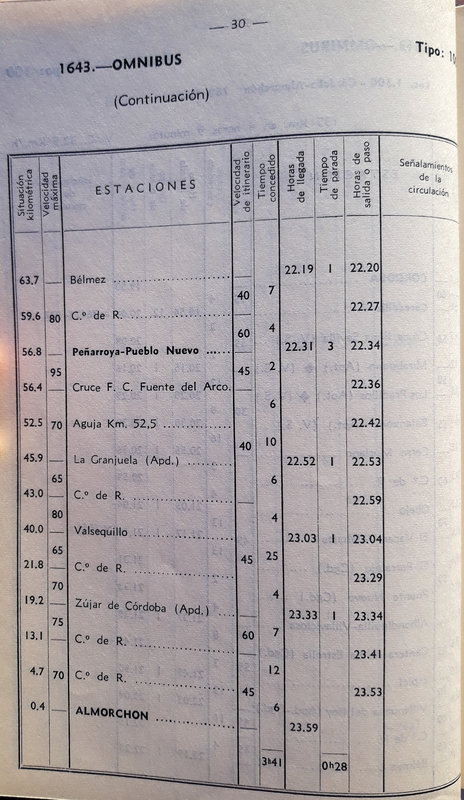 — 30 —
1643.—OMNIBUS
Tipo: 10
(Continuación)
Situación kilométrica | Velocidad máxima | ESTACIONES | Velocidad de itinerario | Tiempo concedido | Horas de llegada | Tiempo de parada | Horas de salida o paso | Señalamientos de la circulación
63,7 Bélmez 22.19 1 22.20
40 7
59.6 80 C.º de R. 22.27
60 4
56.8 Peñarroya-Pueblo Nuevo 22.31 3 22.34
95 45 2
56,4 Cruce F. C. Fuente del Arco. 22.36
6
52.5 70 Aguja Km. 52,5 22.42
40 10
45.9 La Granjuela (Apd.) 22.52 1 22.53
65 6
43.0 C.º de R. 22.59
80 4
40.0 Valsequillo 23.03 1 23.04
65 45 25
21.8 C.º de R. 23.29
70 4
19.2 Zújar de Córdoba (Apd.) 23.33 1 23.34
75 60 7
13.1 C.º de R. 23.41
12
4.7 70 C.º de R. 23.53
45 6
0.4 ALMORCHON 23.59
3h41 0h28